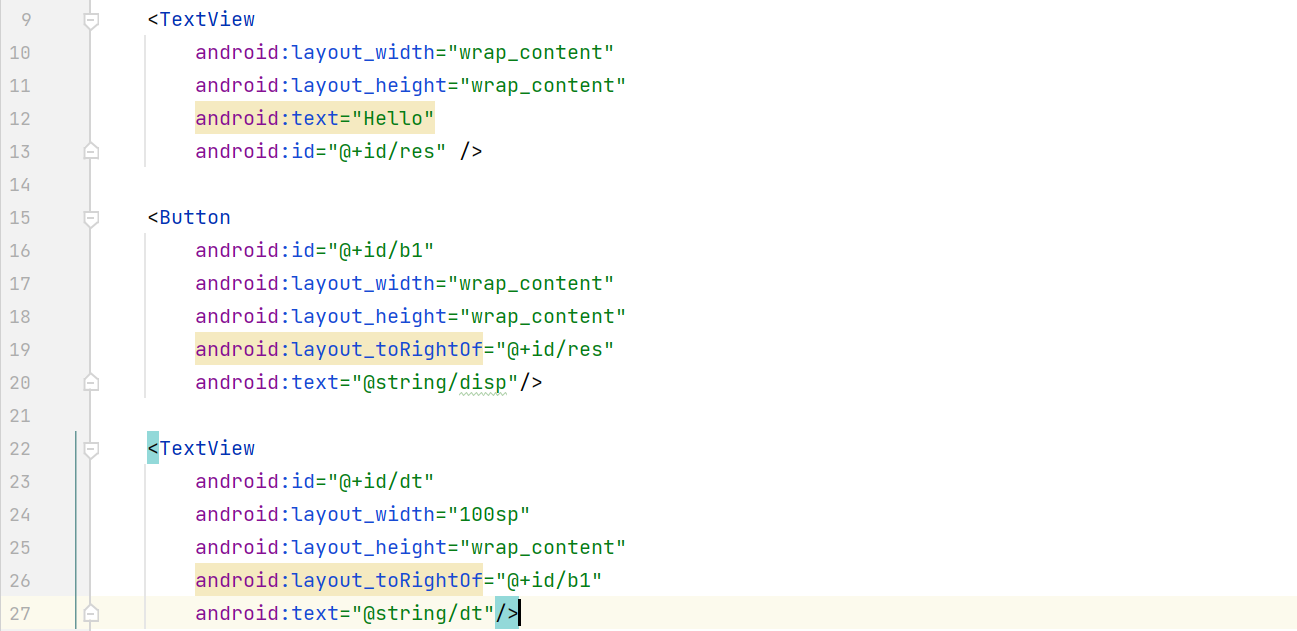 9 <TextView
10 android:layout_width="wrap_content"
11 android:layout_height="wrap_content"
12 android:text="Hello"
13 android:id="@+id/res" />
14
15 <Button
16 android:id="@+id/b1"
17 android:layout_width="wrap_content"
18 android:layout_height="wrap_content"
19 android:layout_toRightOf="@+id/res"
20 android:text="@string/disp"/>
21
22 <TextView
23 android:id="@+id/dt"
24 android:layout_width="100sp"
25 android:layout_height="wrap_content"
26 android:layout_toRightOf="@+id/b1"
27 android:text="@string/dt"/>